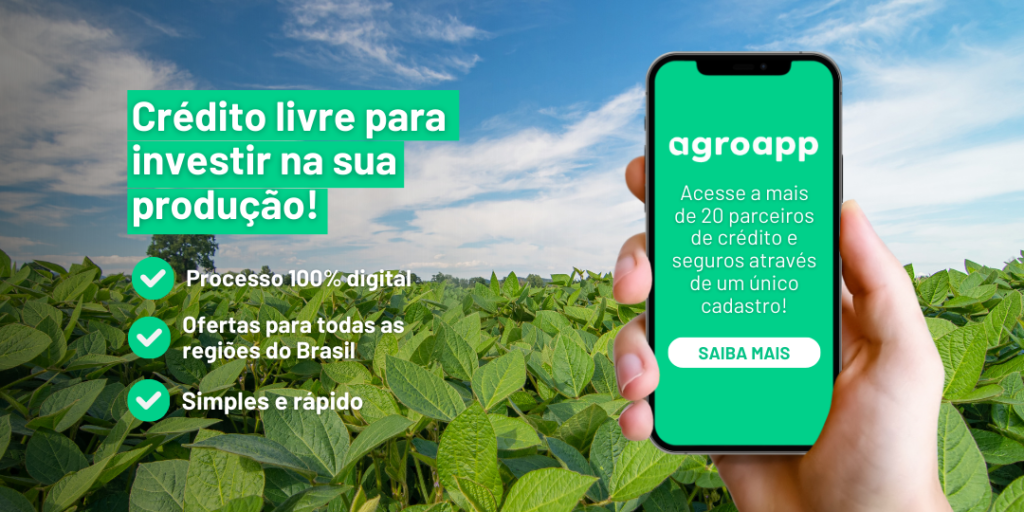 Crédito livre para
investir na sua
produção!
Processo 100% digital
Ofertas para todas as
regiões do Brasil
Simples e rápido
agroapp
Acesse a mais
de 20 parceiros
de crédito e
seguros através
de um único
cadastro!
SAIBA MAIS